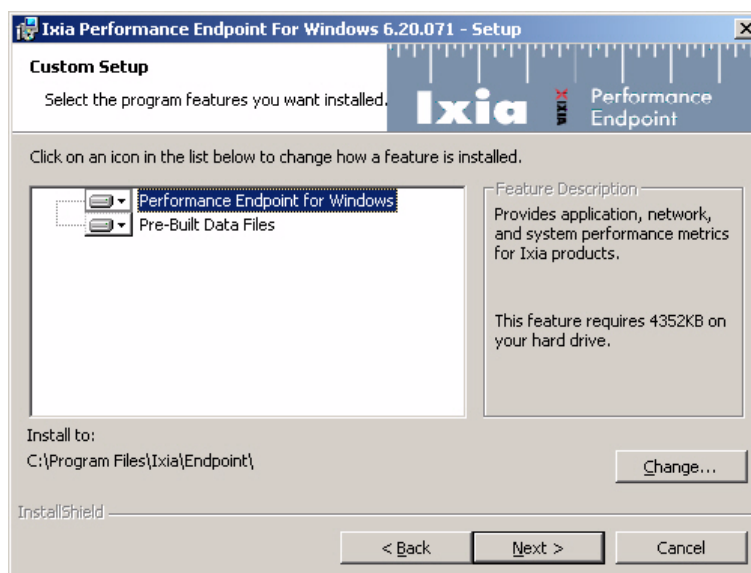 Ixia Performance Endpoint For Windows 6.20.071 - Setup
Custom Setup
Select the program features you want installed.
Ixia
IXIA
Performance
Endpoint
Click on an icon in the list below to change how a feature is installed.
Performance Endpoint for Windows
Pre-Built Data Files
Feature Description
Provides application, network,
and system performance metrics
for Ixia products.
This feature requires 4352KB on
your hard drive.
Install to:
C:\Program Files\Ixia\Endpoint\
Change...
InstallShield
< Back
Next >
Cancel